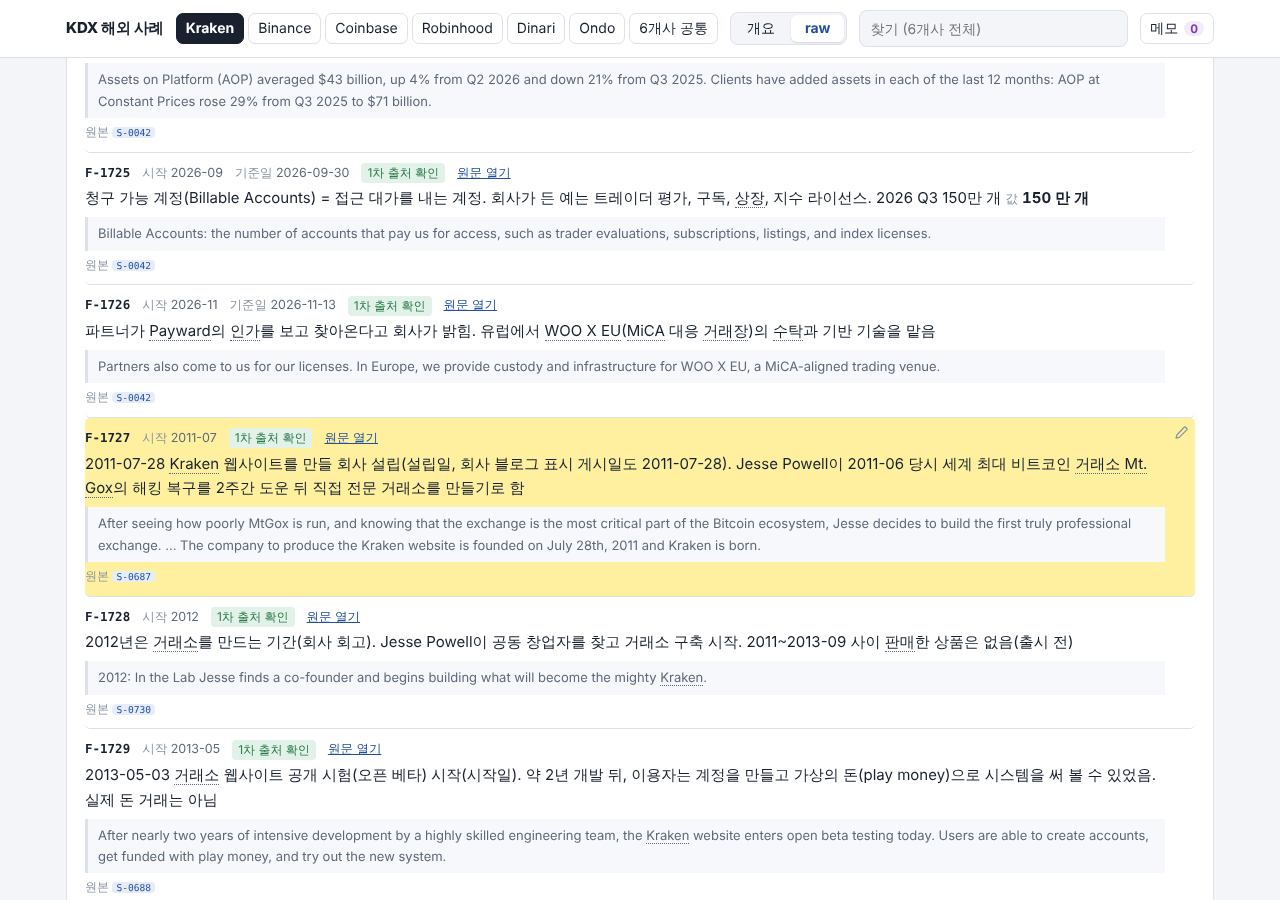 KDX 해외 사례 Kraken Binance Coinbase Robinhood Dinari Ondo 6개사 공통 개요 raw 찾기 (6개사 전체) 메모 0
Assets on Platform (AOP) averaged $43 billion, up 4% from Q2 2026 and down 21% from Q3 2025. Clients have added assets in each of the last 12 months: AOP at
Constant Prices rose 29% from Q3 2025 to $71 billion.
원본 S-0042
F-1725 시작 2026-09 기준일 2026-09-30 1차 출처 확인 원문 열기
청구 가능 계정(Billable Accounts) = 접근 대가를 내는 계정. 회사가 든 예는 트레이더 평가, 구독, 상장, 지수 라이선스. 2026 Q3 150만 개 값 150 만 개
Billable Accounts: the number of accounts that pay us for access, such as trader evaluations, subscriptions, listings, and index licenses.
원본 S-0042
F-1726 시작 2026-11 기준일 2026-11-13 1차 출처 확인 원문 열기
파트너가 Payward의 인가를 보고 찾아온다고 회사가 밝힘. 유럽에서 WOO X EU(MiCA 대응 거래장)의 수탁과 기반 기술을 맡음
Partners also come to us for our licenses. In Europe, we provide custody and infrastructure for WOO X EU, a MiCA-aligned trading venue.
원본 S-0042
F-1727 시작 2011-07 1차 출처 확인 원문 열기
2011-07-28 Kraken 웹사이트를 만들 회사 설립(설립일, 회사 블로그 표시 게시일도 2011-07-28). Jesse Powell이 2011-06 당시 세계 최대 비트코인 거래소 Mt.
Gox의 해킹 복구를 2주간 도운 뒤 직접 전문 거래소를 만들기로 함
After seeing how poorly MtGox is run, and knowing that the exchange is the most critical part of the Bitcoin ecosystem, Jesse decides to build the first truly professional
exchange. ... The company to produce the Kraken website is founded on July 28th, 2011 and Kraken is born.
원본 S-0687
F-1728 시작 2012 1차 출처 확인 원문 열기
2012년은 거래소를 만드는 기간(회사 회고). Jesse Powell이 공동 창업자를 찾고 거래소 구축 시작. 2011~2013-09 사이 판매한 상품은 없음(출시 전)
2012: In the Lab Jesse finds a co-founder and begins building what will become the mighty Kraken.
원본 S-0730
F-1729 시작 2013-05 1차 출처 확인 원문 열기
2013-05-03 거래소 웹사이트 공개 시험(오픈 베타) 시작(시작일). 약 2년 개발 뒤, 이용자는 계정을 만들고 가상의 돈(play money)으로 시스템을 써 볼 수 있었음.
실제 돈 거래는 아님
After nearly two years of intensive development by a highly skilled engineering team, the Kraken website enters open beta testing today. Users are able to create accounts,
get funded with play money, and try out the new system.
원본 S-0688